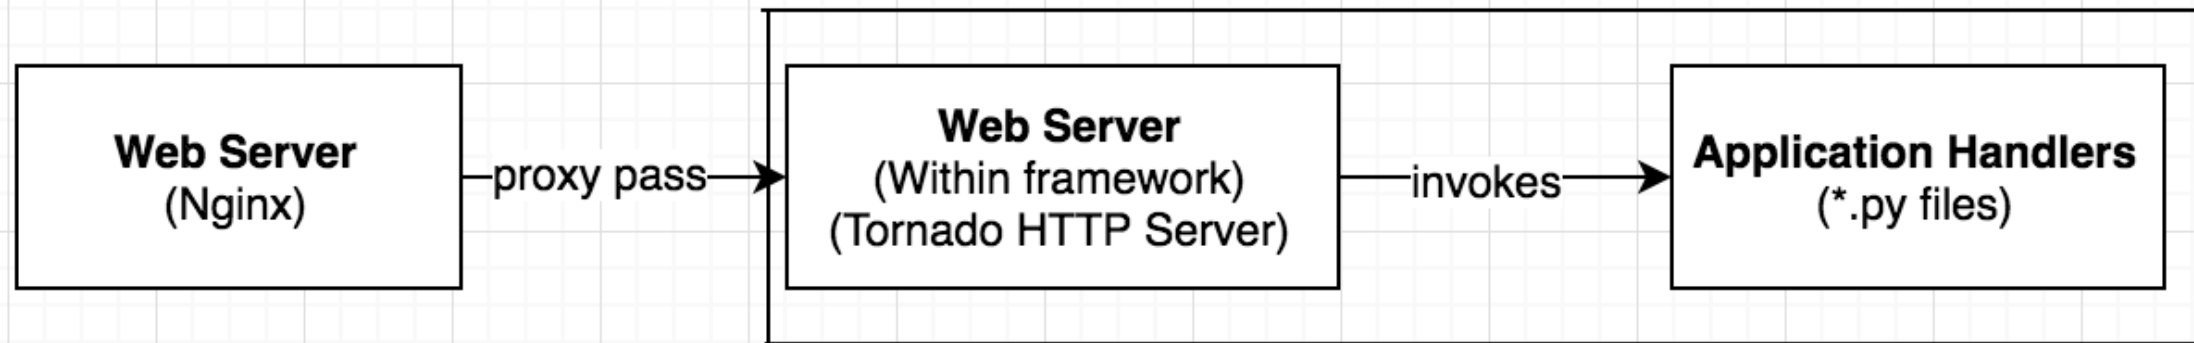 Web Server
(Nginx)
proxy pass
Web Server
(Within framework)
(Tornado HTTP Server)
invokes
Application Handlers
(*.py files)